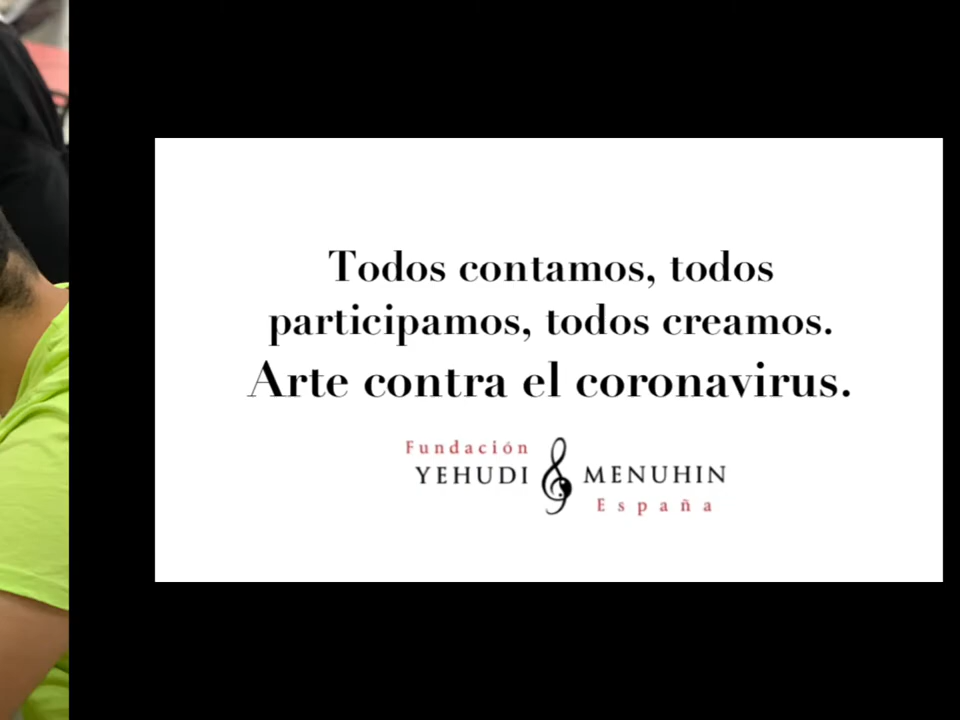 Todos contamos, todos
participamos, todos creamos.
Arte contra el coronavirus.
Fundación
YEHUDI MENUHIN
España